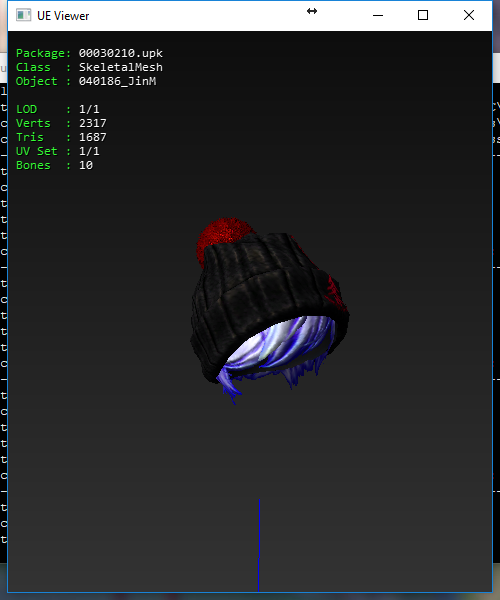 UE Viewer
Package: 00030210.upk
Class : SkeletalMesh
Object : 040186_JinM
LOD : 1/1
Verts : 2317
Tris : 1687
UV Set : 1/1
Bones : 10